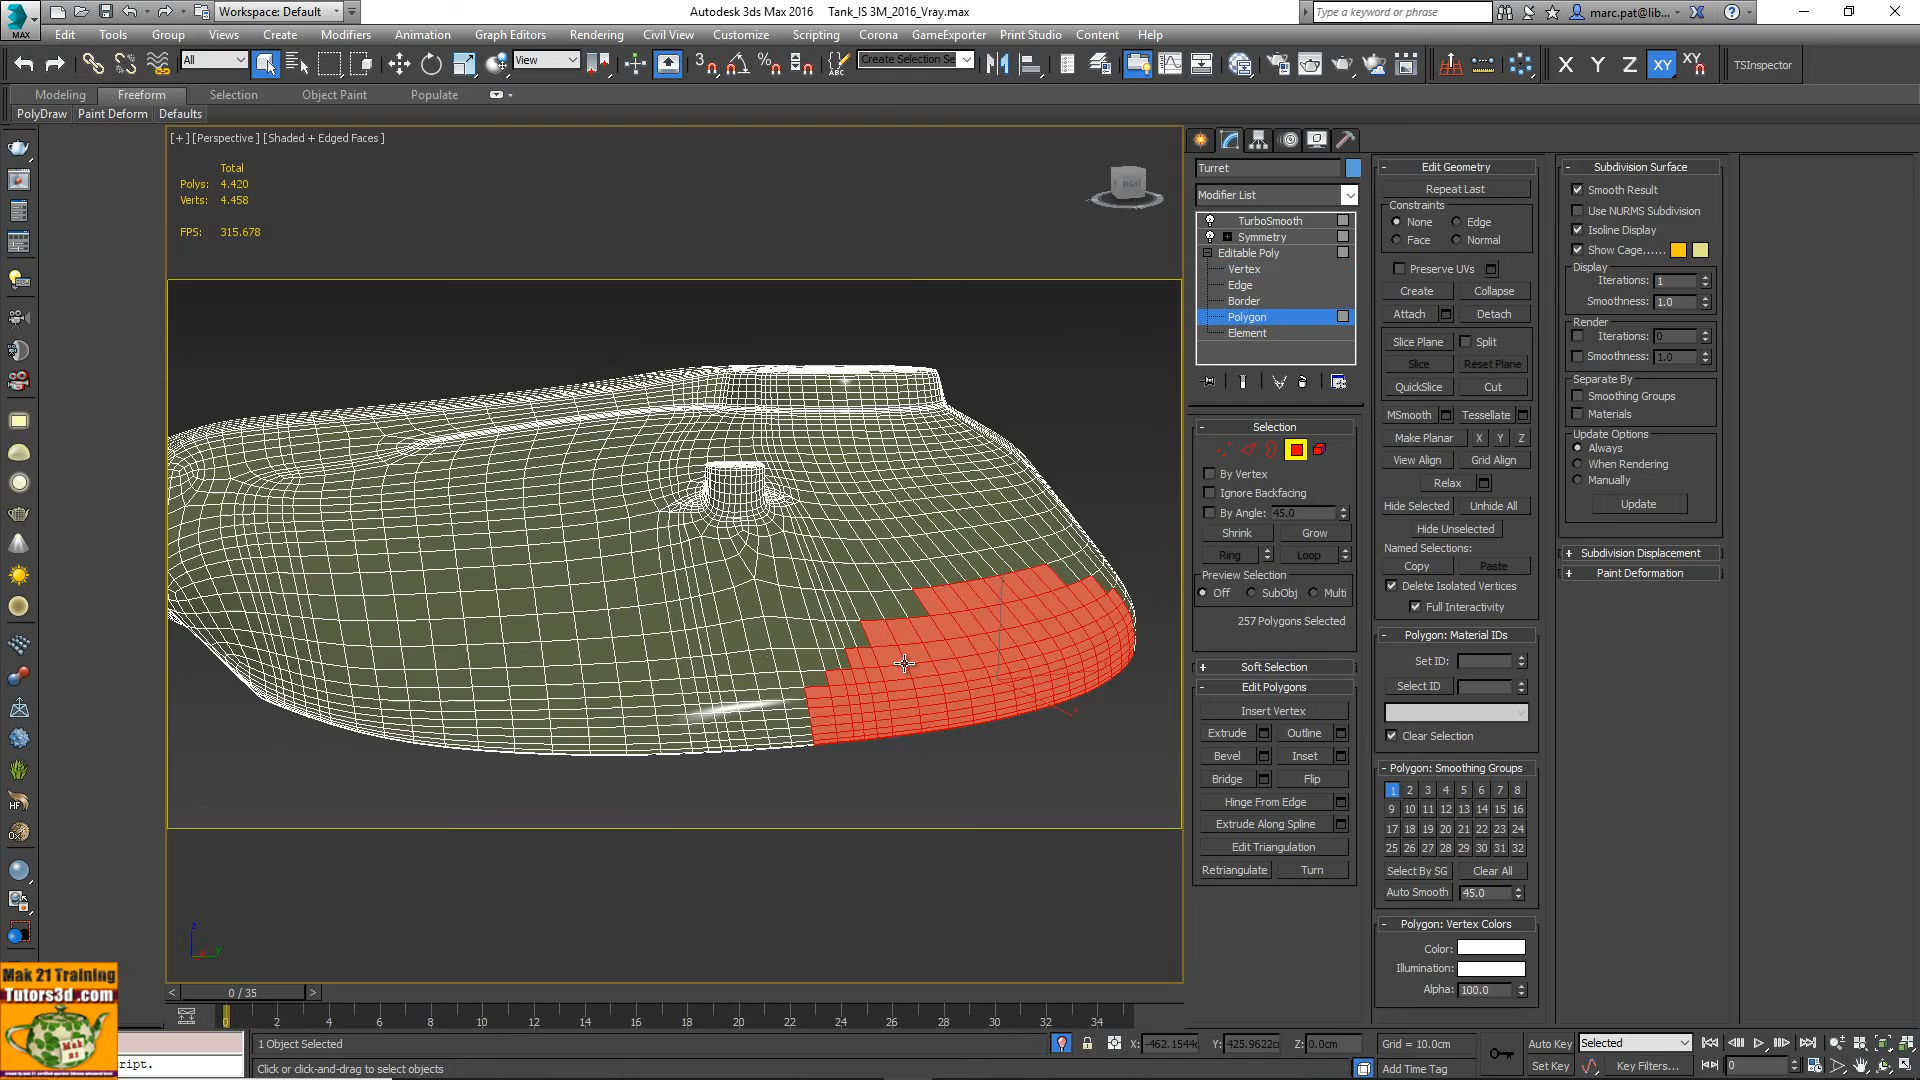 MAX
Workspace: Default
Autodesk 3ds Max 2016   Tank_IS 3M_2016_Vray.max
Type a keyword or phrase
marc.pat@lib...
Edit Tools Group Views Create Modifiers Animation Graph Editors Rendering Civil View Customize Scripting Corona GameExporter Print Studio Content Help
All
View
Create Selection Se
X Y Z XY XY
TSInspector
Modeling Freeform Selection Object Paint Populate
PolyDraw Paint Deform Defaults
[+] [Perspective] [Shaded + Edged Faces]
Total
Polys: 4.420
Verts: 4.458
FPS: 315.678
RIGHT
Turret
Modifier List
TurboSmooth
Symmetry
Editable Poly
Vertex
Edge
Border
Polygon
Element
Selection
By Vertex
Ignore Backfacing
By Angle: 45.0
Shrink Grow
Ring Loop
Preview Selection
Off SubObj Multi
257 Polygons Selected
Soft Selection
Edit Polygons
Insert Vertex
Extrude Outline
Bevel Inset
Bridge Flip
Hinge From Edge
Extrude Along Spline
Edit Triangulation
Retriangulate Turn
Edit Geometry
Repeat Last
Constraints
None Edge
Face Normal
Preserve UVs
Create Collapse
Attach Detach
Slice Plane Split
Slice Reset Plane
QuickSlice Cut
MSmooth Tessellate
Make Planar X Y Z
View Align Grid Align
Relax
Hide Selected Unhide All
Hide Unselected
Named Selections:
Copy Paste
Delete Isolated Vertices
Full Interactivity
Polygon: Material IDs
Set ID:
Select ID
Clear Selection
Polygon: Smoothing Groups
1 2 3 4 5 6 7 8
9 10 11 12 13 14 15 16
17 18 19 20 21 22 23 24
25 26 27 28 29 30 31 32
Select By SG Clear All
Auto Smooth 45.0
Polygon: Vertex Colors
Color:
Illumination:
Alpha: 100.0
Subdivision Surface
Smooth Result
Use NURMS Subdivision
Isoline Display
Show Cage......
Display
Iterations: 1
Smoothness: 1.0
Render
Iterations: 0
Smoothness: 1.0
Separate By
Smoothing Groups
Materials
Update Options
Always
When Rendering
Manually
Update
Subdivision Displacement
Paint Deformation
z
y
x
Mak 21 Training
Tutors3d .com
Mak
21
0 / 35
0 2 4 6 8 10 12 14 16 18 20 22 24 26 28 30 32 34
ript.
1 Object Selected
X: -462.1544c Y: 425.9622c Z: 0.0cm Grid = 10.0cm
Auto Key Selected
Click or click-and-drag to select objects
Add Time Tag
Set Key Key Filters... 0